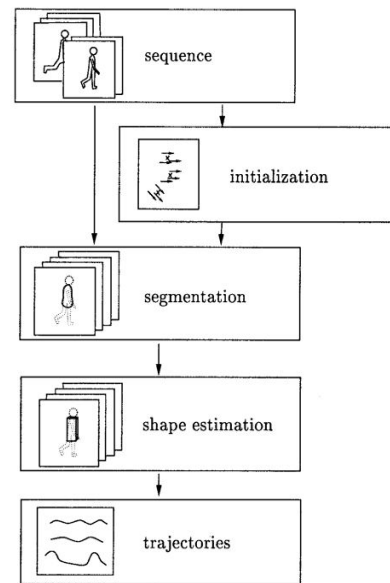 sequence
initialization
segmentation
shape estimation
trajectories